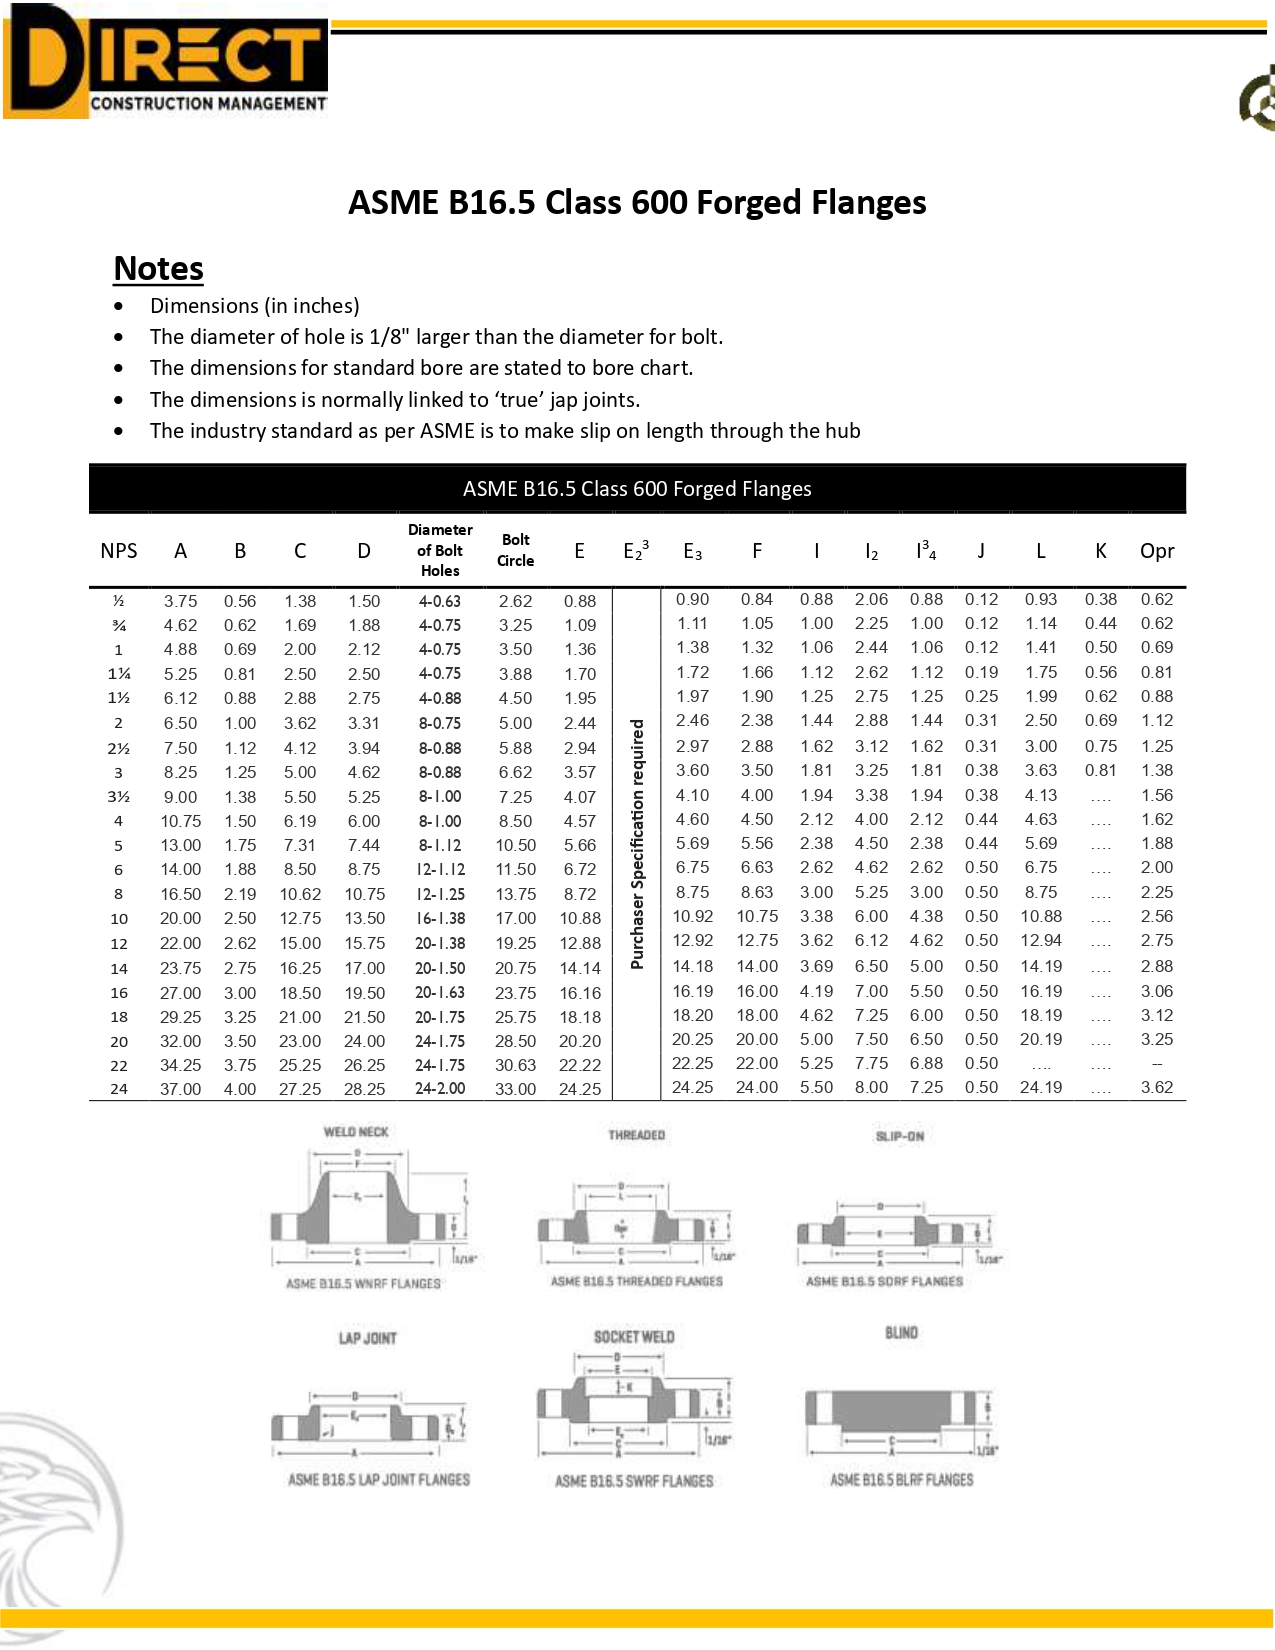 DIRECT
CONSTRUCTION MANAGEMENT
ASME B16.5 Class 600 Forged Flanges
Notes
• Dimensions (in inches)
• The diameter of hole is 1/8" larger than the diameter for bolt.
• The dimensions for standard bore are stated to bore chart.
• The dimensions is normally linked to ‘true’ jap joints.
• The industry standard as per ASME is to make slip on length through the hub
ASME B16.5 Class 600 Forged Flanges
NPS A B C D Diameter of Bolt Holes Bolt Circle E E₂³ E₃ F I I₂ I³₄ J L K Opr
½ 3.75 0.56 1.38 1.50 4-0.63 2.62 0.88 0.90 0.84 0.88 2.06 0.88 0.12 0.93 0.38 0.62
¾ 4.62 0.62 1.69 1.88 4-0.75 3.25 1.09 1.11 1.05 1.00 2.25 1.00 0.12 1.14 0.44 0.62
1 4.88 0.69 2.00 2.12 4-0.75 3.50 1.36 1.38 1.32 1.06 2.44 1.06 0.12 1.41 0.50 0.69
1¼ 5.25 0.81 2.50 2.50 4-0.75 3.88 1.70 1.72 1.66 1.12 2.62 1.12 0.19 1.75 0.56 0.81
1½ 6.12 0.88 2.88 2.75 4-0.88 4.50 1.95 1.97 1.90 1.25 2.75 1.25 0.25 1.99 0.62 0.88
2 6.50 1.00 3.62 3.31 8-0.75 5.00 2.44 2.46 2.38 1.44 2.88 1.44 0.31 2.50 0.69 1.12
2½ 7.50 1.12 4.12 3.94 8-0.88 5.88 2.94 2.97 2.88 1.62 3.12 1.62 0.31 3.00 0.75 1.25
3 8.25 1.25 5.00 4.62 8-0.88 6.62 3.57 3.60 3.50 1.81 3.25 1.81 0.38 3.63 0.81 1.38
3½ 9.00 1.38 5.50 5.25 8-1.00 7.25 4.07 4.10 4.00 1.94 3.38 1.94 0.38 4.13 .... 1.56
4 10.75 1.50 6.19 6.00 8-1.00 8.50 4.57 4.60 4.50 2.12 4.00 2.12 0.44 4.63 .... 1.62
5 13.00 1.75 7.31 7.44 8-1.12 10.50 5.66 5.69 5.56 2.38 4.50 2.38 0.44 5.69 .... 1.88
6 14.00 1.88 8.50 8.75 12-1.12 11.50 6.72 6.75 6.63 2.62 4.62 2.62 0.50 6.75 .... 2.00
8 16.50 2.19 10.62 10.75 12-1.25 13.75 8.72 8.75 8.63 3.00 5.25 3.00 0.50 8.75 .... 2.25
10 20.00 2.50 12.75 13.50 16-1.38 17.00 10.88 10.92 10.75 3.38 6.00 4.38 0.50 10.88 .... 2.56
12 22.00 2.62 15.00 15.75 20-1.38 19.25 12.88 12.92 12.75 3.62 6.12 4.62 0.50 12.94 .... 2.75
14 23.75 2.75 16.25 17.00 20-1.50 20.75 14.14 14.18 14.00 3.69 6.50 5.00 0.50 14.19 .... 2.88
16 27.00 3.00 18.50 19.50 20-1.63 23.75 16.16 16.19 16.00 4.19 7.00 5.50 0.50 16.19 .... 3.06
18 29.25 3.25 21.00 21.50 20-1.75 25.75 18.18 18.20 18.00 4.62 7.25 6.00 0.50 18.19 .... 3.12
20 32.00 3.50 23.00 24.00 24-1.75 28.50 20.20 20.25 20.00 5.00 7.50 6.50 0.50 20.19 .... 3.25
22 34.25 3.75 25.25 26.25 24-1.75 30.63 22.22 22.25 22.00 5.25 7.75 6.88 0.50 .... .... --
24 37.00 4.00 27.25 28.25 24-2.00 33.00 24.25 24.25 24.00 5.50 8.00 7.25 0.50 24.19 .... 3.62
Purchaser Specification required
WELD NECK
D
F
C
A
1/16"
ASME B16.5 WNRF FLANGES
THREADED
D
L
Opr
C
A
1/16"
ASME B16.5 THREADED FLANGES
SLIP-ON
D
E
C
A
1/16"
ASME B16.5 SORF FLANGES
LAP JOINT
D
J
A
ASME B16.5 LAP JOINT FLANGES
SOCKET WELD
D
E
K
C
A
1/16"
ASME B16.5 SWRF FLANGES
BLIND
B
C
A
1/16"
ASME B16.5 BLRF FLANGES